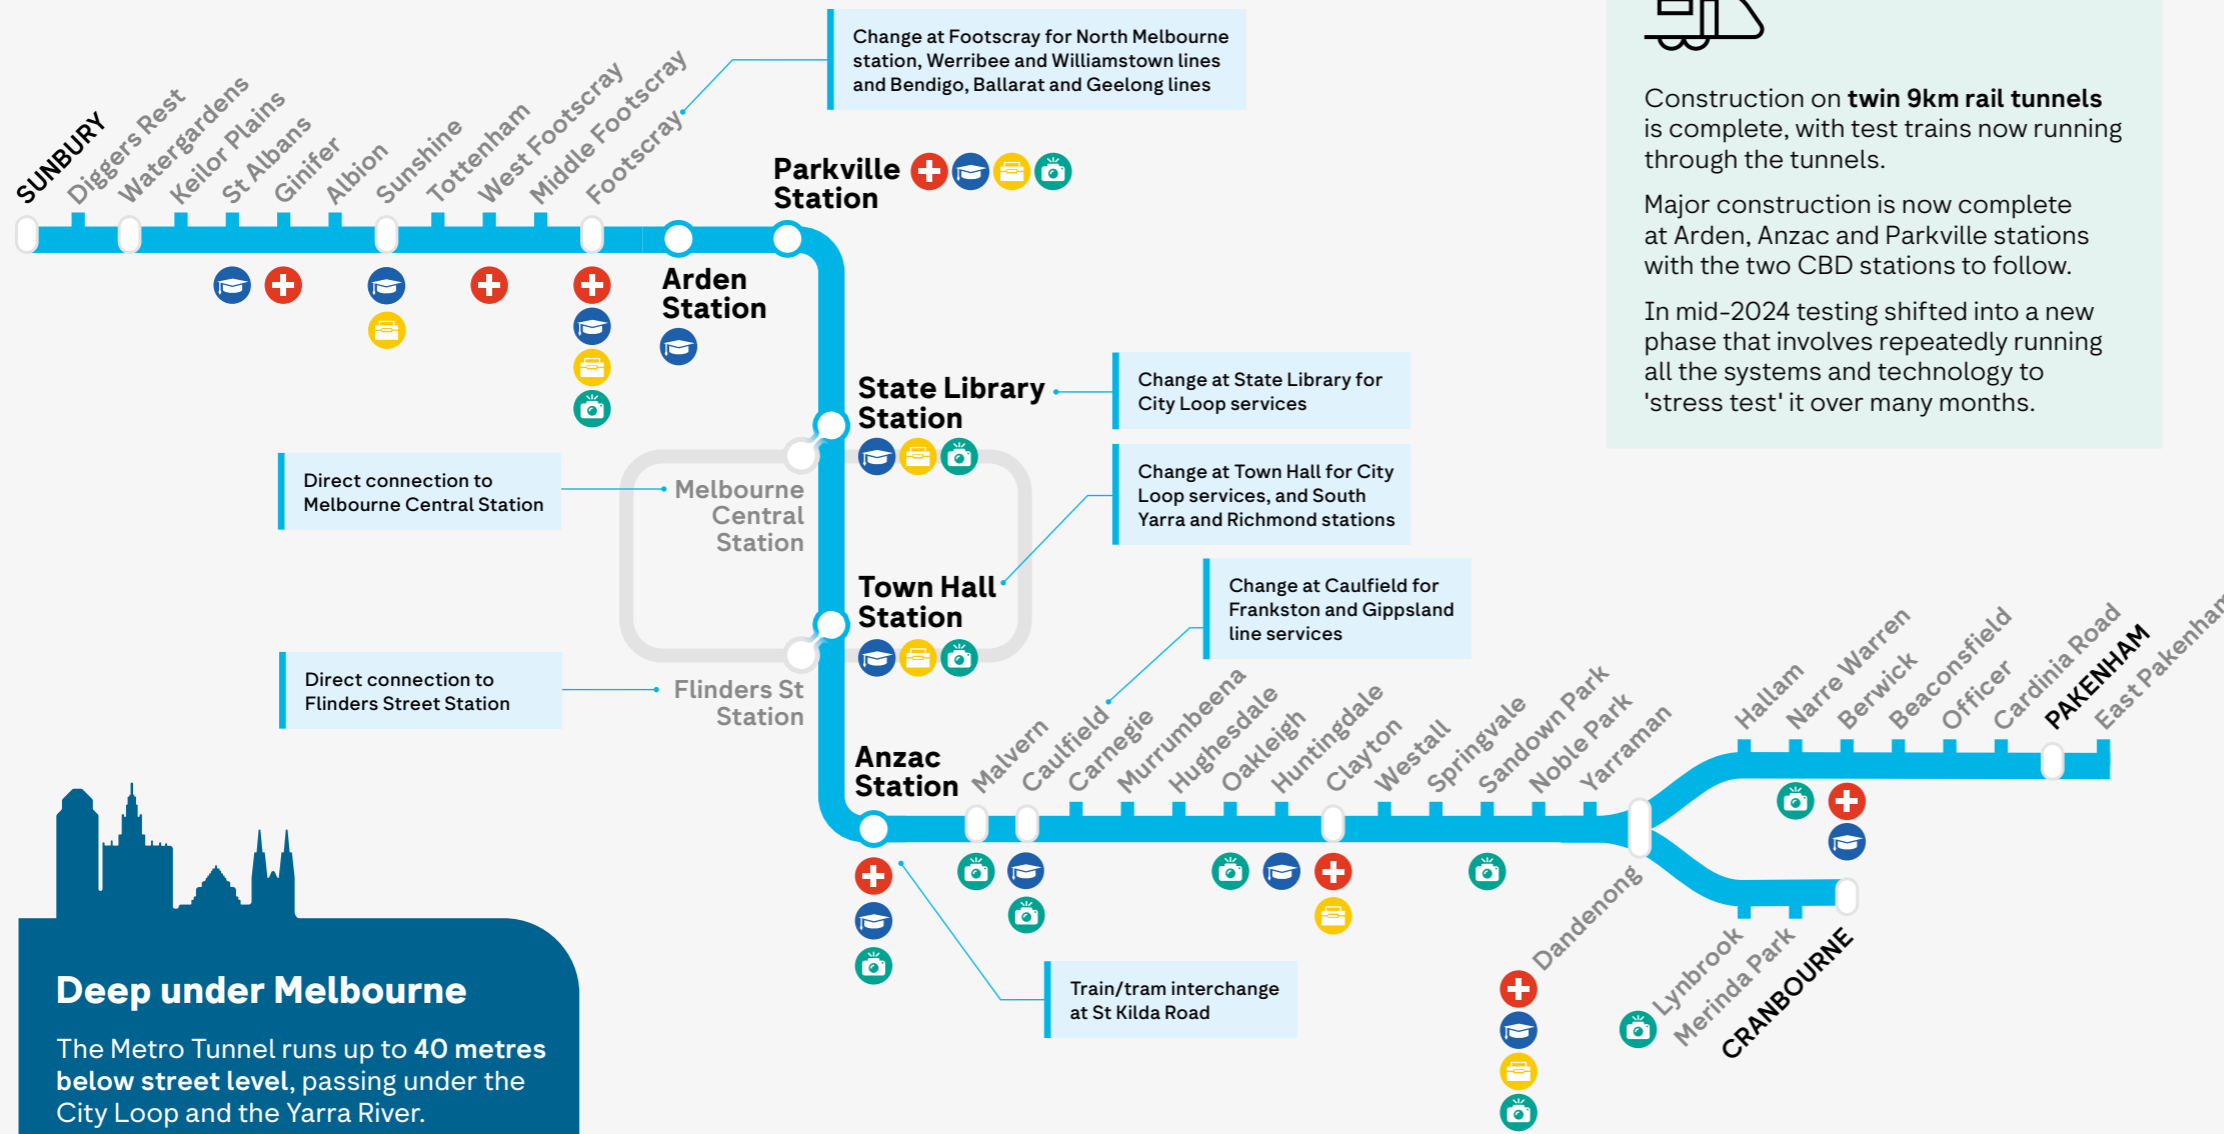 Change at Footscray for North Melbourne
station, Werribee and Williamstown lines
and Bendigo, Ballarat and Geelong lines
SUNBURY
Diggers Rest
Watergardens
Keilor Plains
St Albans
Ginifer
Albion
Sunshine
Tottenham
West Footscray
Middle Footscray
Footscray
Arden
Station
Parkville
Station
State Library
Station
Change at State Library for
City Loop services
Direct connection to
Melbourne Central Station
Melbourne
Central
Station
Change at Town Hall for City
Loop services, and South
Yarra and Richmond stations
Town Hall
Station
Direct connection to
Flinders Street Station
Flinders St
Station
Change at Caulfield for
Frankston and Gippsland
line services
Anzac
Station
Train/tram interchange
at St Kilda Road
Malvern
Caulfield
Carnegie
Murrumbeena
Hughesdale
Oakleigh
Huntingdale
Clayton
Westall
Springvale
Sandown Park
Noble Park
Yarraman
Dandenong
Hallam
Narre Warren
Berwick
Beaconsfield
Officer
Cardinia Road
PAKENHAM
East Pakenham
Lynbrook
Merinda Park
CRANBOURNE
Construction on twin 9km rail tunnels
is complete, with test trains now running
through the tunnels.
Major construction is now complete
at Arden, Anzac and Parkville stations
with the two CBD stations to follow.
In mid-2024 testing shifted into a new
phase that involves repeatedly running
all the systems and technology to
'stress test' it over many months.
Deep under Melbourne
The Metro Tunnel runs up to 40 metres
below street level, passing under the
City Loop and the Yarra River.